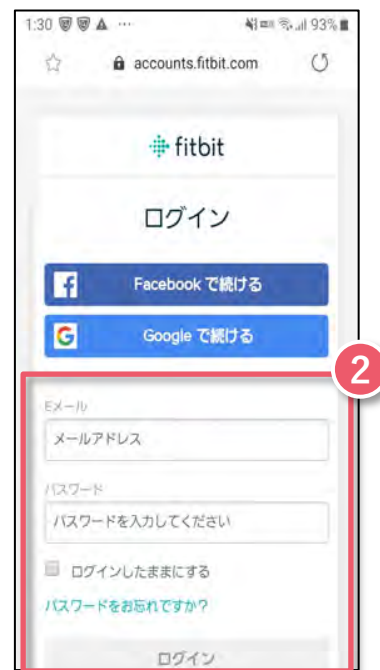 1:30 ... 93%
accounts.fitbit.com
fitbit
ログイン
f Facebook で続ける
G Google で続ける
2
Eメール
メールアドレス
パスワード
パスワードを入力してください
ログインしたままにする
パスワードをお忘れですか?
ログイン